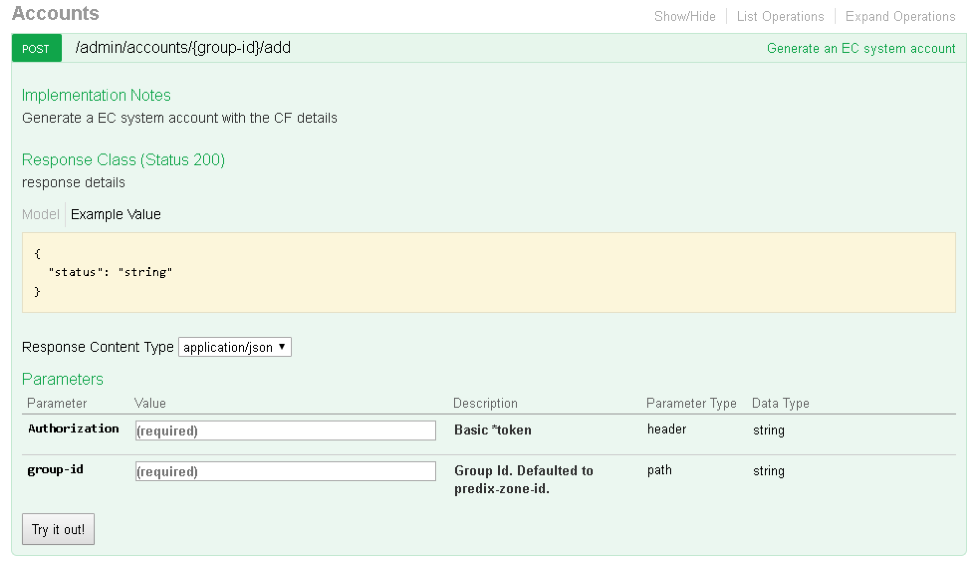 Accounts
Show/Hide List Operations Expand Operations
POST /admin/accounts/{group-id}/add Generate an EC system account
Implementation Notes
Generate a EC system account with the CF details
Response Class (Status 200)
response details
Model Example Value
{
"status": "string"
}
Response Content Type application/json
Parameters
Parameter Value Description Parameter Type Data Type
Authorization (required) Basic *token header string
group-id (required) Group Id. Defaulted to path string
predix-zone-id.
Try it out!